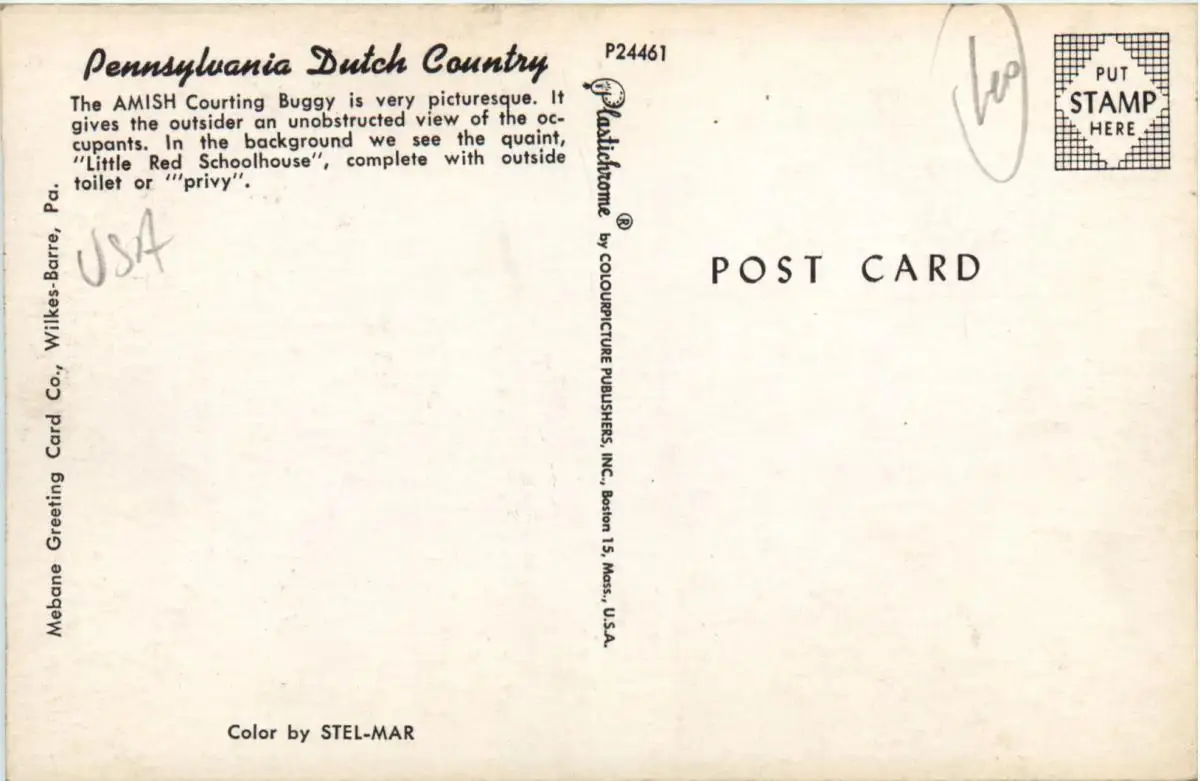 Pennsylvania Dutch Country
The AMISH Courting Buggy is very picturesque. It
gives the outsider an unobstructed view of the oc-
cupants. In the background we see the quaint,
"Little Red Schoolhouse", complete with outside
toilet or "'privy".
USA
Mebane Greeting Card Co., Wilkes-Barre, Pa.
Color by STEL-MAR
P24461
Plastichrome ® by COLOURPICTURE PUBLISHERS, INC., Boston 15, Mass., U.S.A.
POST CARD
PUT
STAMP
HERE